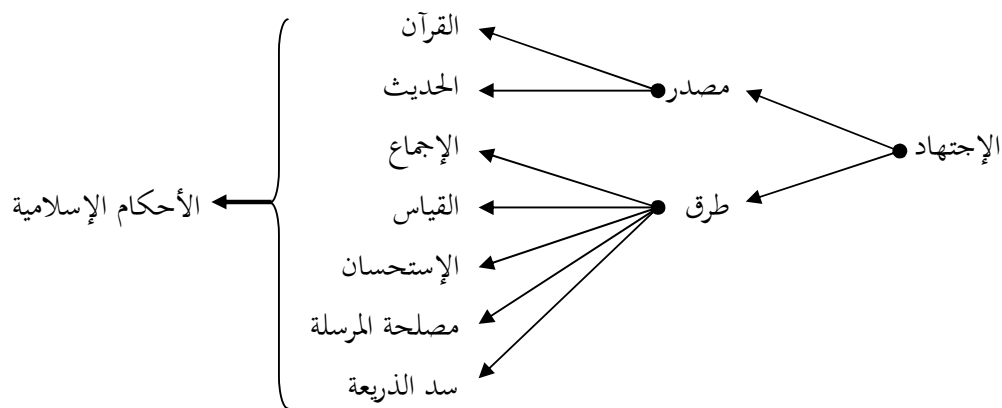 الإجتهاد
مصدر
القرآن
الحديث
طرق
الإجماع
القياس
الإستحسان
مصلحة المرسلة
سد الذريعة
الأحكام الإسلامية